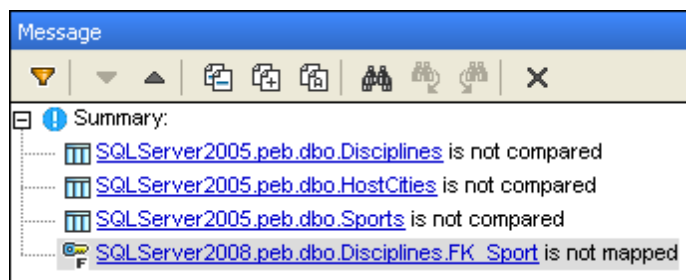 Message
Summary:
SQLServer2005.peb.dbo.Disciplines is not compared
SQLServer2005.peb.dbo.HostCities is not compared
SQLServer2005.peb.dbo.Sports is not compared
SQLServer2008.peb.dbo.Disciplines.FK_Sport is not mapped